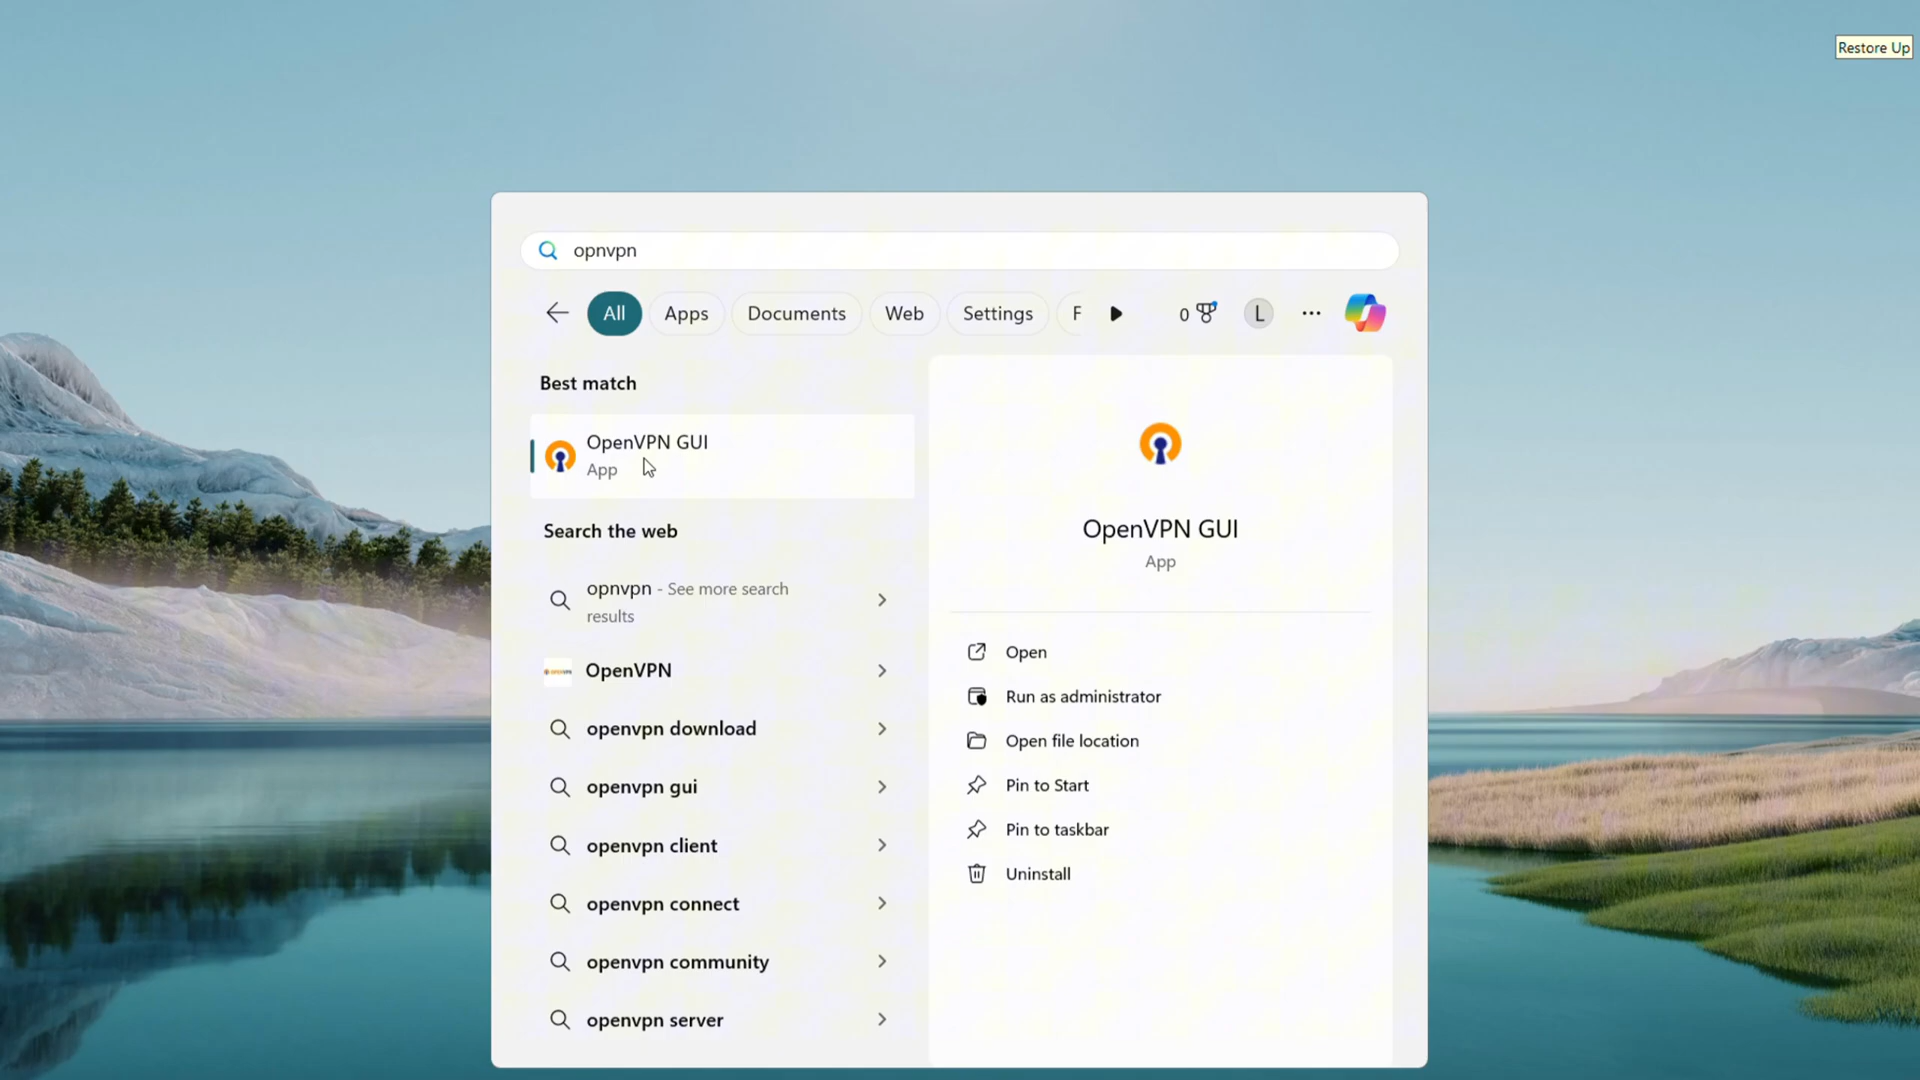 Restore Up
opnvpn
All
Apps
Documents
Web
Settings
F
0
L
Best match
OpenVPN GUI
App
Search the web
opnvpn - See more search
results
OpenVPN
openvpn download
openvpn gui
openvpn client
openvpn connect
openvpn community
openvpn server
OpenVPN GUI
App
Open
Run as administrator
Open file location
Pin to Start
Pin to taskbar
Uninstall